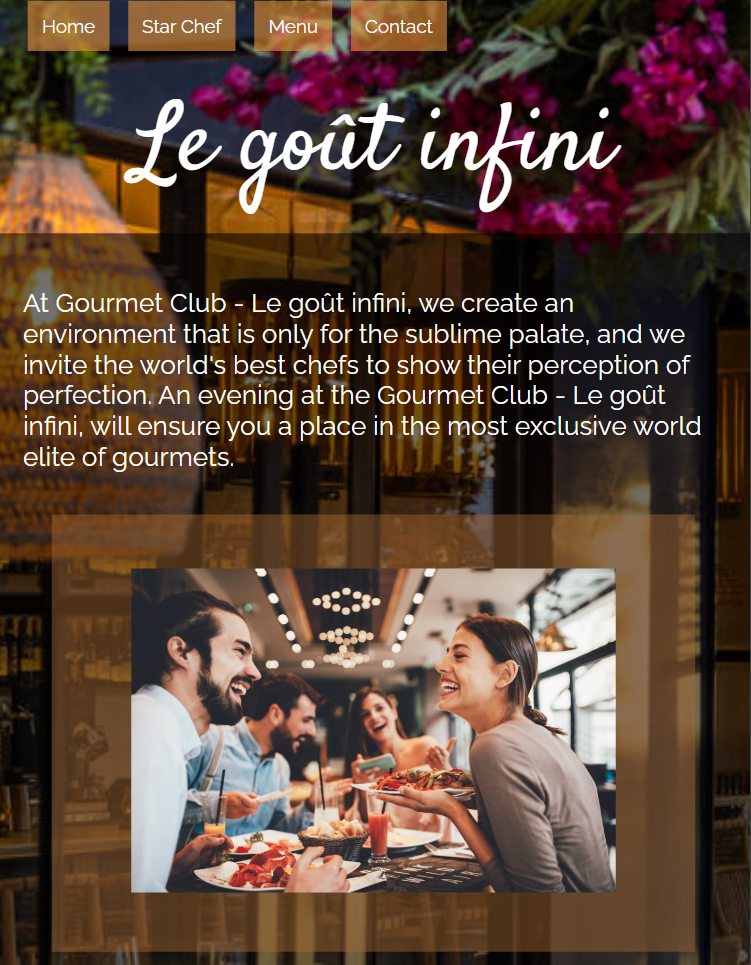 Home Star Chef Menu Contact
Le goût infini
At Gourmet Club - Le goût infini, we create an
environment that is only for the sublime palate, and we
invite the world's best chefs to show their perception of
perfection. An evening at the Gourmet Club - Le goût
infini, will ensure you a place in the most exclusive world
elite of gourmets.